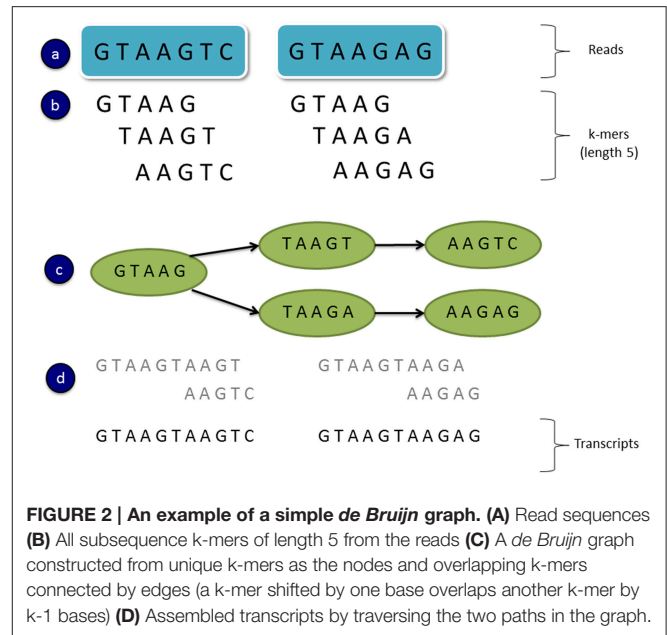 a
GTAAGTC GTAAGAG
Reads
b
GTAAG GTAAG
TAAGT TAAGA
AAGTC AAGAG
k-mers
(length 5)
c
TAAGT AAGTC
GTAAG
TAAGA AAGAG
d
GTAAGTAAGT GTAAGTAAGA
AAGTC AAGAG
GTAAGTAAGTC GTAAGTAAGAG
Transcripts
FIGURE 2 | An example of a simple de Bruijn graph. (A) Read sequences
(B) All subsequence k-mers of length 5 from the reads (C) A de Bruijn graph
constructed from unique k-mers as the nodes and overlapping k-mers
connected by edges (a k-mer shifted by one base overlaps another k-mer by
k-1 bases) (D) Assembled transcripts by traversing the two paths in the graph.